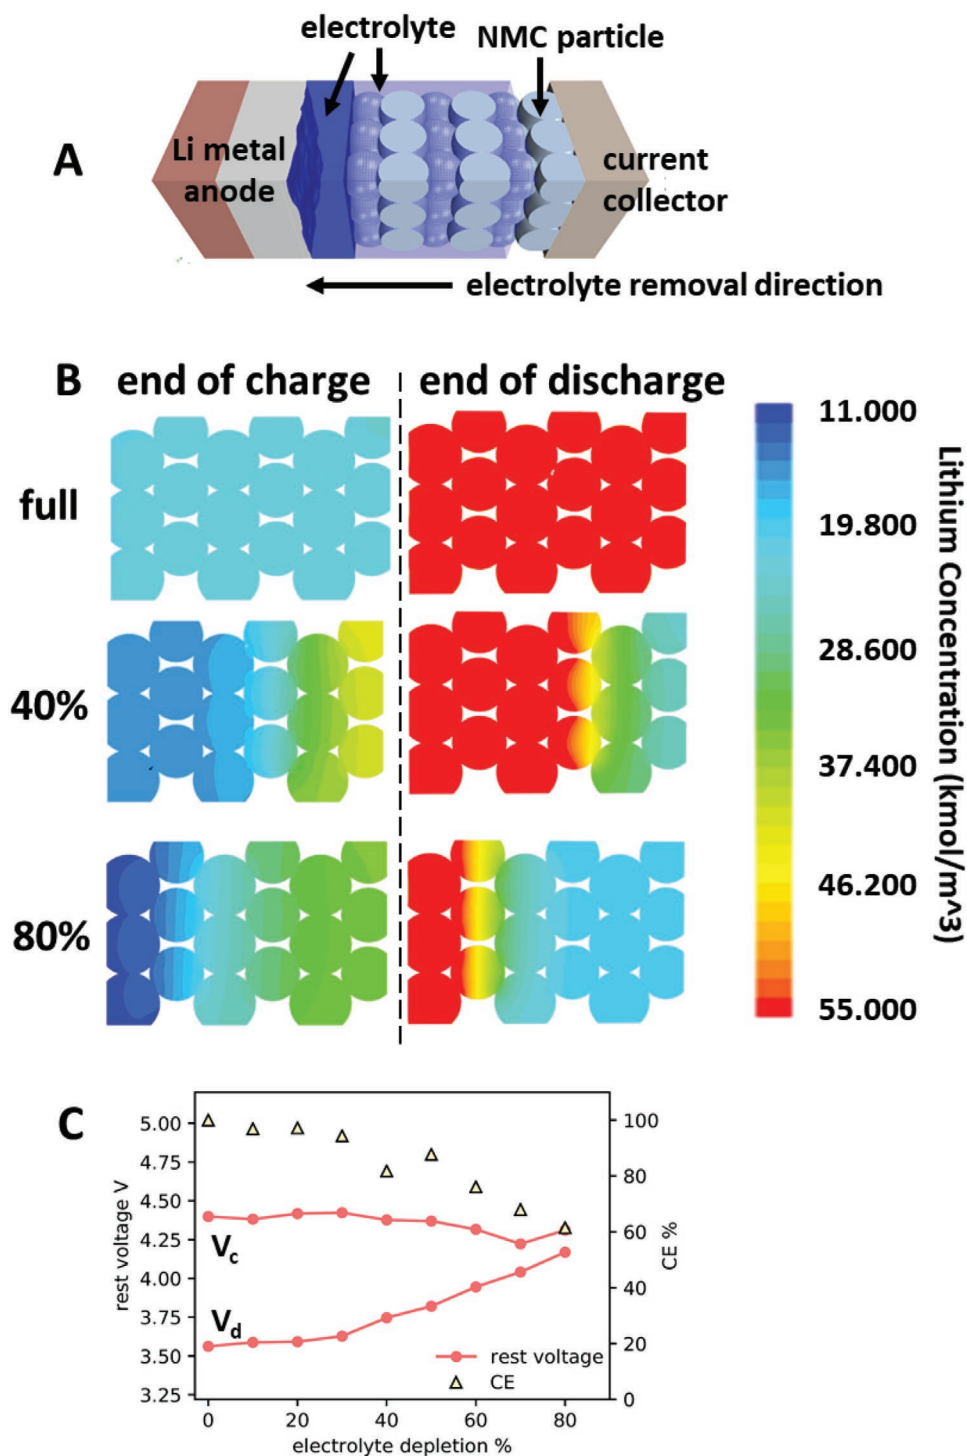 electrolyte
NMC particle
A
Li metal
anode
current
collector
electrolyte removal direction
B
end of charge
end of discharge
full
40%
80%
11.000
19.800
28.600
37.400
46.200
55.000
Lithium Concentration (kmol/m^3)
C
5.00
4.75
4.50
4.25
4.00
3.75
3.50
3.25
rest voltage V
Vc
Vd
100
80
60
40
20
0
CE %
rest voltage
CE
0
20
40
60
80
electrolyte depletion %